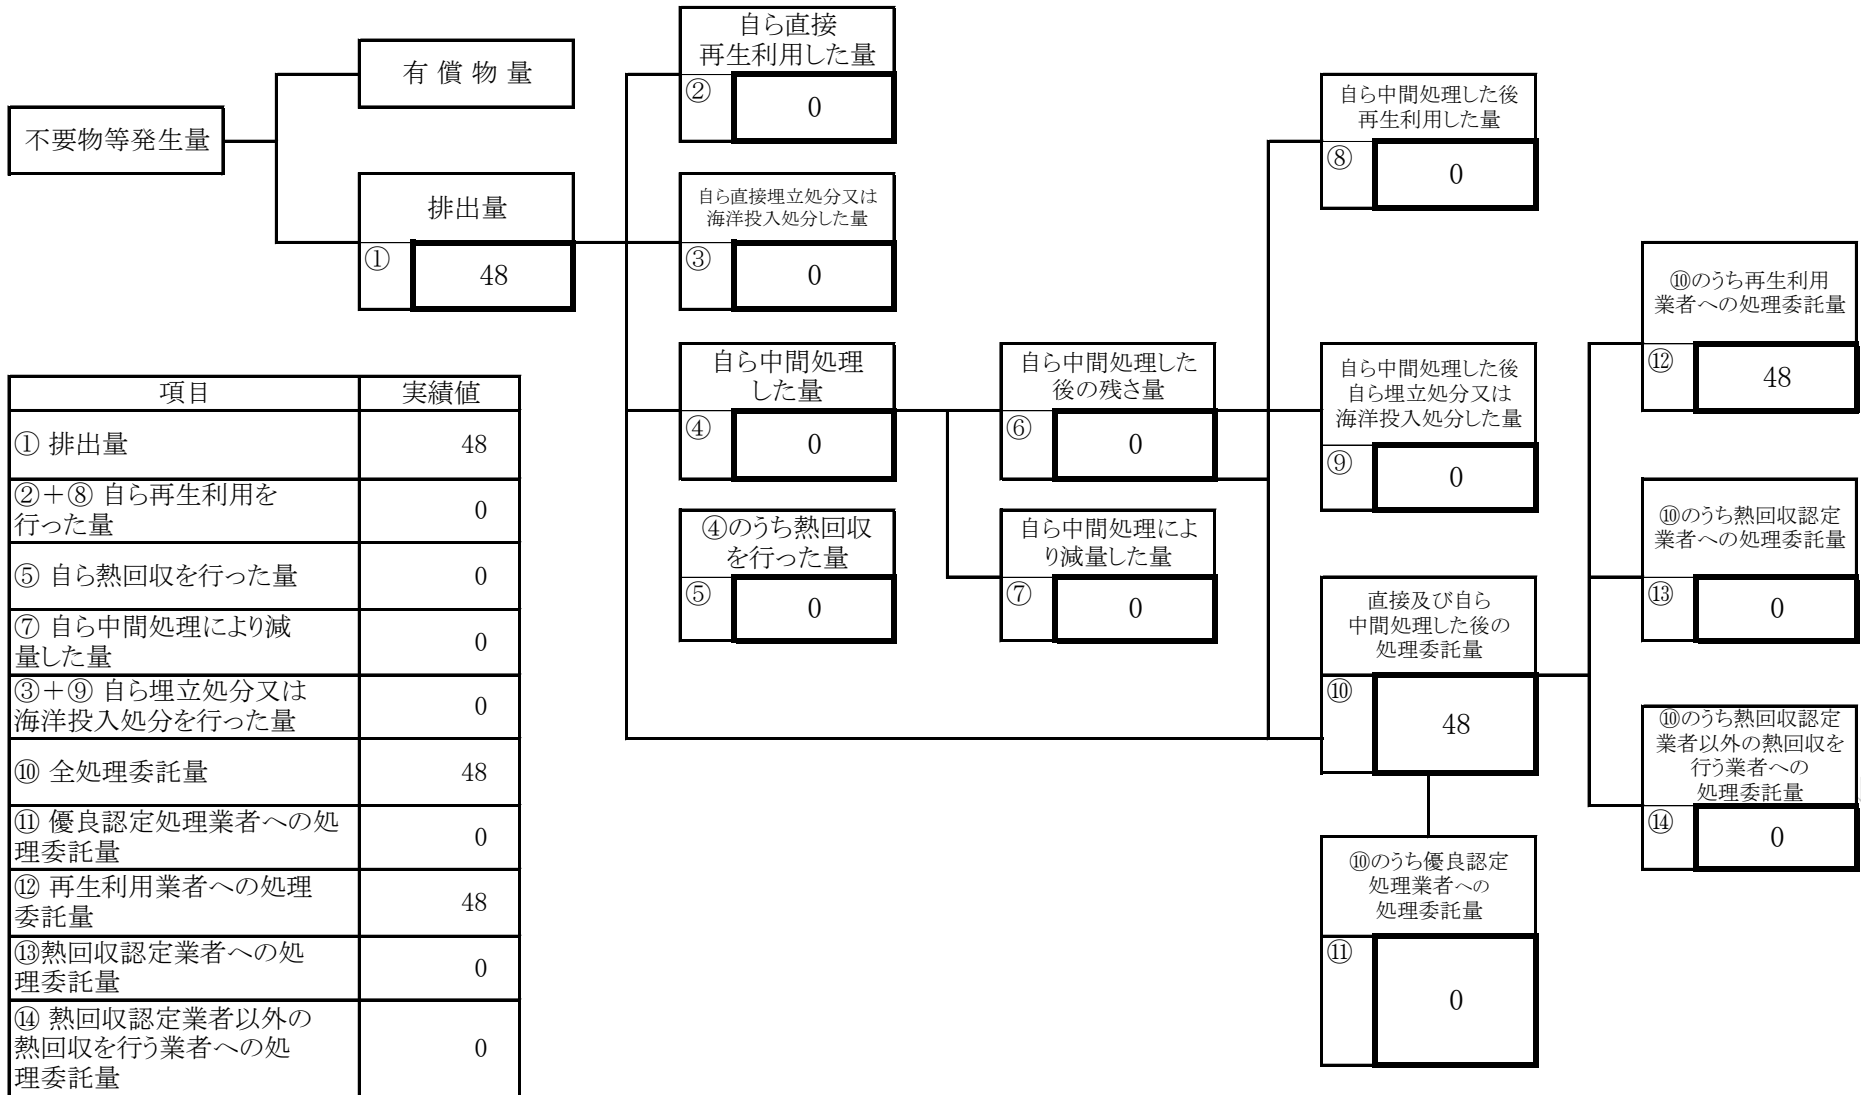 不要物等発生量
有 償 物 量
排出量
①
48
自ら直接
再生利用した量
②
0
自ら直接埋立処分又は
海洋投入処分した量
③
0
自ら中間処理
した量
④
0
④のうち熱回収
を行った量
⑤
0
自ら中間処理した
後の残さ量
⑥
0
自ら中間処理によ
り減量した量
⑦
0
自ら中間処理した後
再生利用した量
⑧
0
自ら中間処理した後
自ら埋立処分又は
海洋投入処分した量
⑨
0
直接及び自ら
中間処理した後の
処理委託量
⑩
48
⑩のうち優良認定
処理業者への
処理委託量
⑪
0
⑩のうち再生利用
業者への処理委託量
⑫
48
⑩のうち熱回収認定
業者への処理委託量
⑬
0
⑩のうち熱回収認定
業者以外の熱回収を
行う業者への
処理委託量
⑭
0
項目 実績値
① 排出量 48
②＋⑧ 自ら再生利用を
行った量 0
⑤ 自ら熱回収を行った量 0
⑦ 自ら中間処理により減
量した量 0
③＋⑨ 自ら埋立処分又は
海洋投入処分を行った量 0
⑩ 全処理委託量 48
⑪ 優良認定処理業者への処
理委託量 0
⑫ 再生利用業者への処理
委託量 48
⑬熱回収認定業者への処
理委託量 0
⑭ 熱回収認定業者以外の
熱回収を行う業者への処
理委託量 0